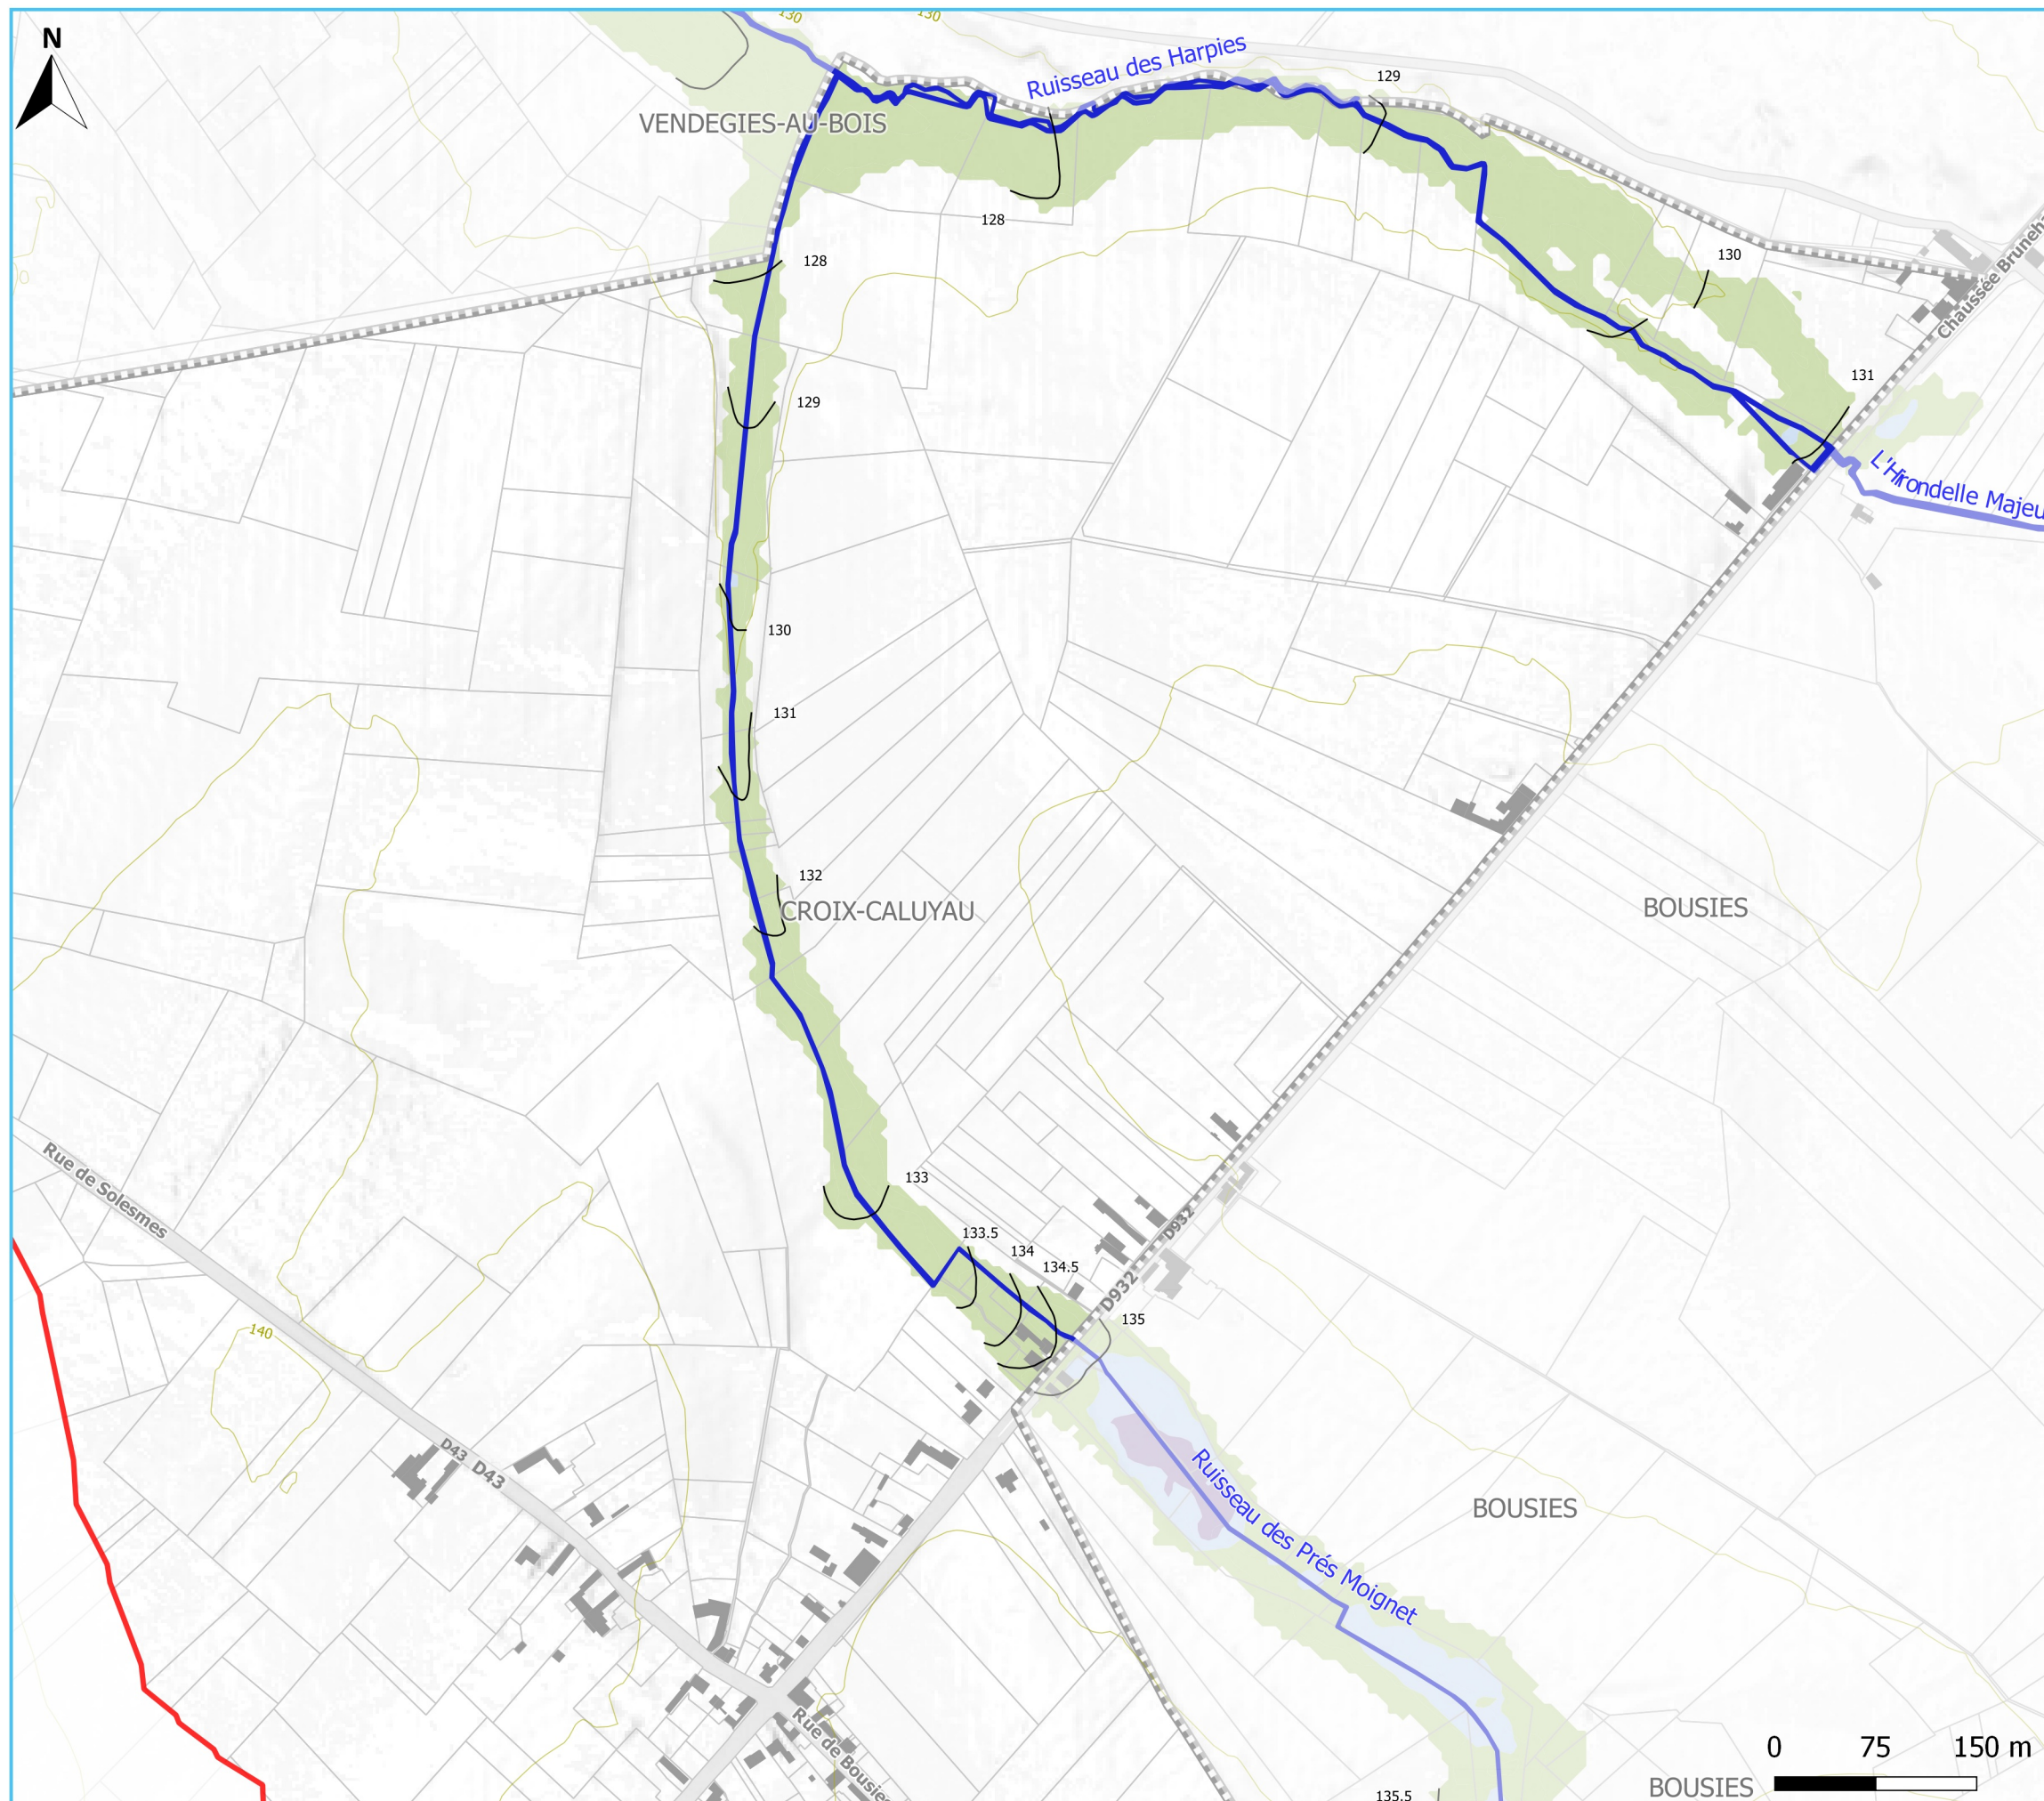 130
130
N
Ruisseau des Harpies
129
VENDEGIES-AU-BOIS
128
128
130
Chaussée Bruneha
131
129
L'Hirondelle Majeu
130
131
132
CROIX-CALUYAU
BOUSIES
Rue de Solesmes
133
D932
133.5
134
134.5
D932
135
140
D43
D43
Ruisseau des Prés Moignet
BOUSIES
Rue de Bousies
0 75 150 m
BOUSIES
135.5